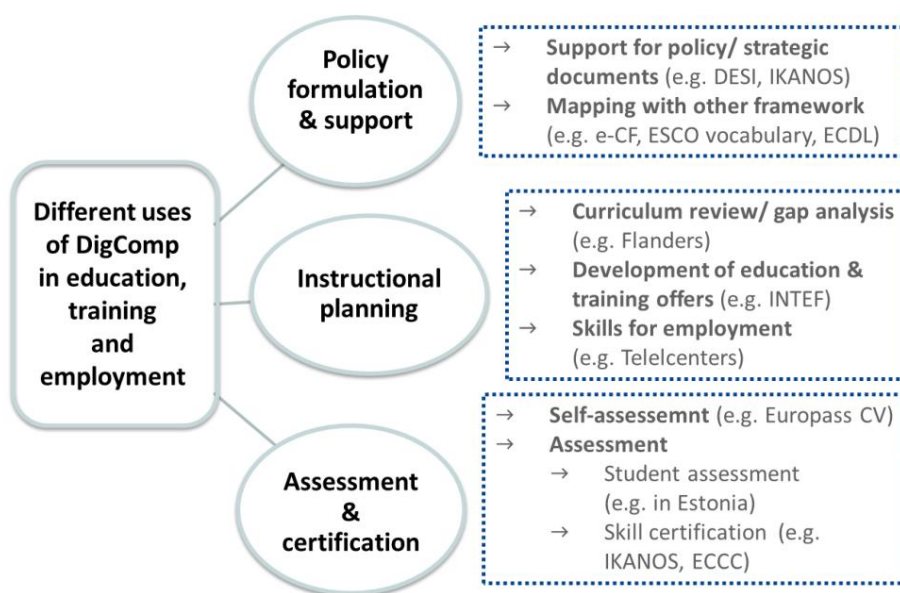 Different uses
of DigComp
in education,
training
and
employment
Policy
formulation
& support
→ Support for policy/ strategic
documents (e.g. DESI, IKANOS)
→ Mapping with other framework
(e.g. e-CF, ESCO vocabulary, ECDL)
Instructional
planning
→ Curriculum review/ gap analysis
(e.g. Flanders)
→ Development of education &
training offers (e.g. INTEF)
→ Skills for employment
(e.g. Telelcenters)
Assessment
&
certification
→ Self-assessemnt (e.g. Europass CV)
→ Assessment
→ Student assessment
(e.g. in Estonia)
→ Skill certification (e.g.
IKANOS, ECCC)